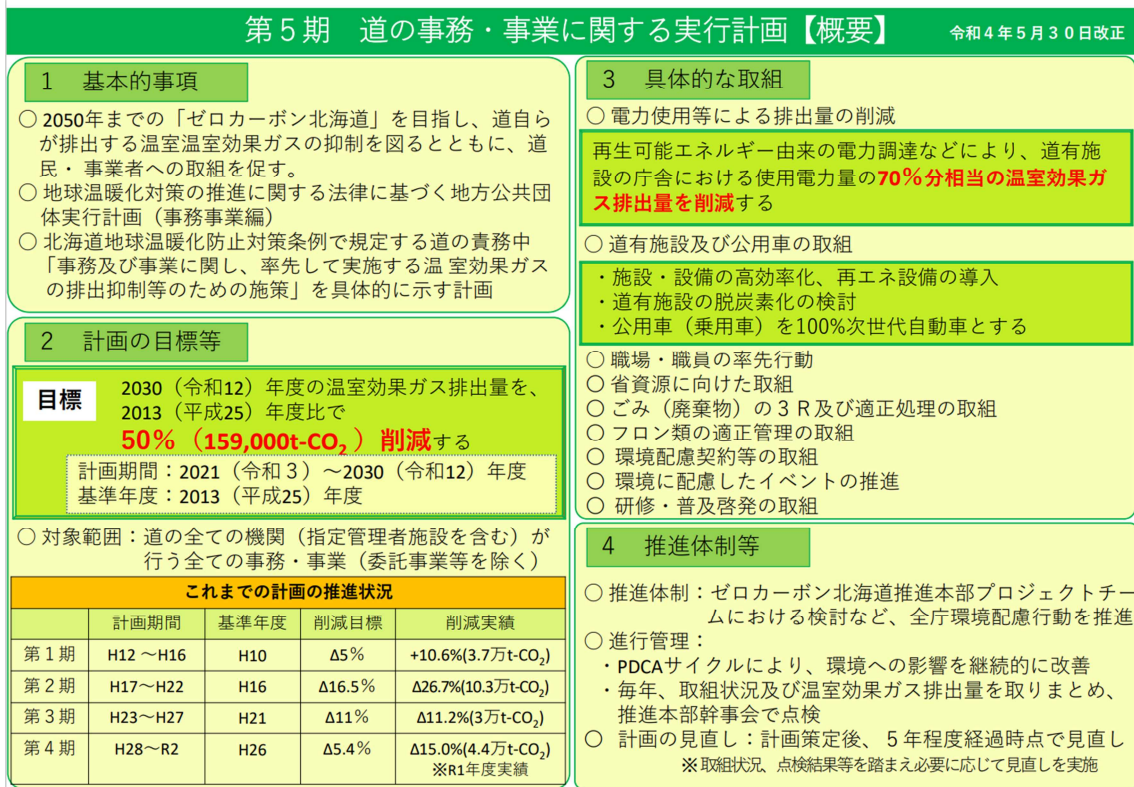 第５期　道の事務・事業に関する実行計画【概要】
令和４年５月３０日改正
１　基本的事項
○ 2050年までの「ゼロカーボン北海道」を目指し、道自ら
が排出する温室温室効果ガスの抑制を図るとともに、道
民・ 事業者への取組を促す。
○ 地球温暖化対策の推進に関する法律に基づく地方公共団
体実行計画（事務事業編）
○ 北海道地球温暖化防止対策条例で規定する道の責務中
「事務及び事業に関し、率先して実施する温 室効果ガス
の排出抑制等のための施策」を具体的に示す計画
２　計画の目標等
目標
2030（令和12）年度の温室効果ガス排出量を、
2013（平成25）年度比で
50%（159,000t-CO₂ ）削減する
計画期間：2021（令和３）～2030（令和12）年度
基準年度：2013（平成25）年度
○ 対象範囲：道の全ての機関（指定管理者施設を含む）が
行う全ての事務・事業（委託事業等を除く）
これまでの計画の推進状況
計画期間　基準年度　削減目標　削減実績
第１期　H12 ～H16　H10　Δ5%　+10.6%(3.7万t-CO₂)
第２期　H17～H22　H16　Δ16.5%　Δ26.7%(10.3万t-CO₂)
第３期　H23～H27　H21　Δ11%　Δ11.2%(3万t-CO₂)
第４期　H28～R2　H26　Δ5.4%　Δ15.0%(4.4万t-CO₂)
※R1年度実績
３　具体的な取組
○ 電力使用等による排出量の削減
再生可能エネルギー由来の電力調達などにより、道有施
設の庁舎における使用電力量の70%分相当の温室効果ガ
ス排出量を削減する
○ 道有施設及び公用車の取組
・施設・設備の高効率化、再エネ設備の導入
・道有施設の脱炭素化の検討
・公用車（乗用車）を100%次世代自動車とする
○ 職場・職員の率先行動
○ 省資源に向けた取組
○ ごみ（廃棄物）の３Ｒ及び適正処理の取組
○ フロン類の適正管理の取組
○ 環境配慮契約等の取組
○ 環境に配慮したイベントの推進
○ 研修・普及啓発の取組
４　推進体制等
○ 推進体制：ゼロカーボン北海道推進本部プロジェクトチー
ムにおける検討など、全庁環境配慮行動を推進
○ 進行管理：
・PDCAサイクルにより、環境への影響を継続的に改善
・毎年、取組状況及び温室効果ガス排出量を取りまとめ、
推進本部幹事会で点検
○ 計画の見直し：計画策定後、５年程度経過時点で見直し
※取組状況、点検結果等を踏まえ必要に応じて見直しを実施